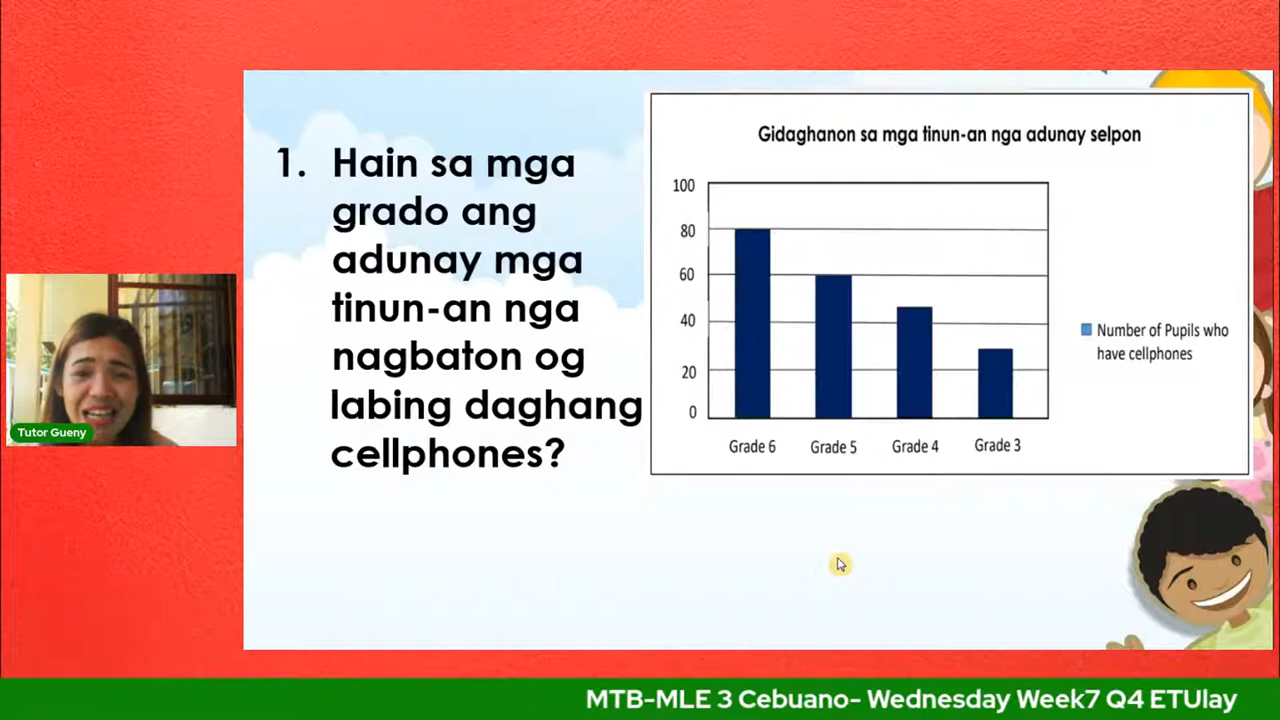 1. Hain sa mga
grado ang
adunay mga
tinun-an nga
nagbaton og
labing daghang
cellphones?
Gidaghanon sa mga tinun-an nga adunay selpon
100
80
60
40
20
0
Grade 6 Grade 5 Grade 4 Grade 3
Number of Pupils who
have cellphones
Tutor Gueny
MTB-MLE 3 Cebuano- Wednesday Week7 Q4 ETUlay